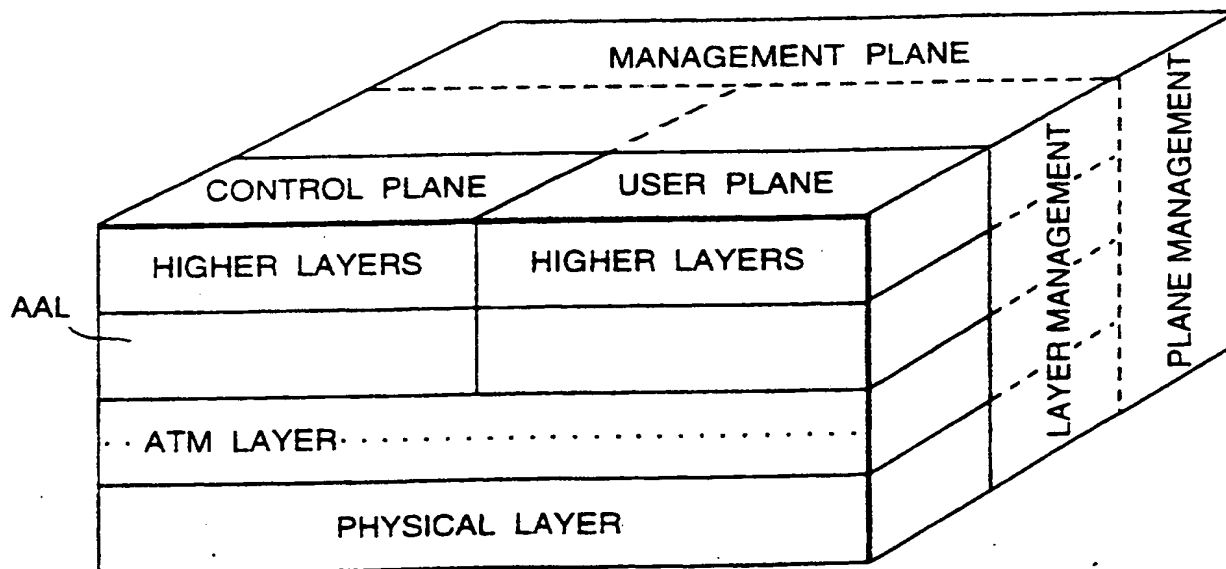 MANAGEMENT PLANE
CONTROL PLANE
USER PLANE
HIGHER LAYERS
HIGHER LAYERS
AAL
ATM LAYER
PHYSICAL LAYER
LAYER MANAGEMENT
PLANE MANAGEMENT